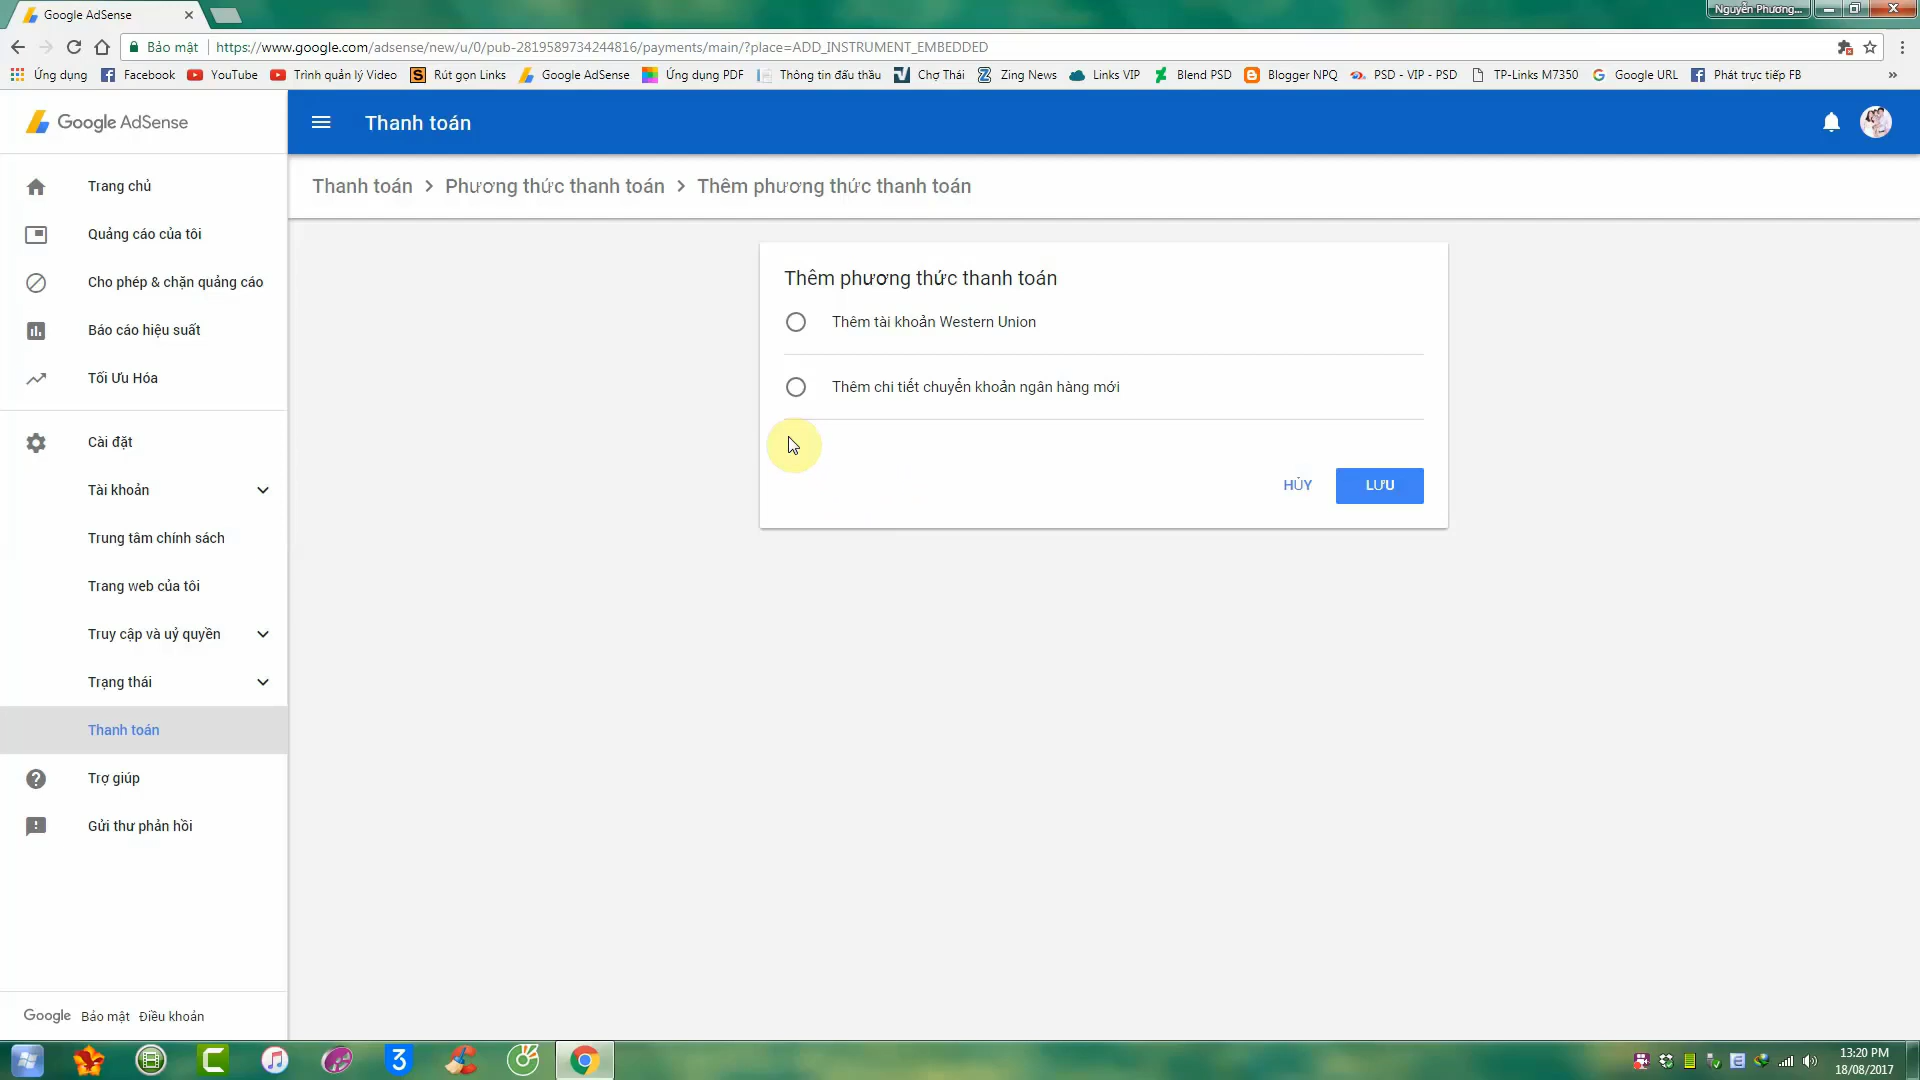 Google AdSense
Nguyễn Phương...
Bảo mật
https://www.google.com/adsense/new/u/0/pub-2819589734244816/payments/main/?place=ADD_INSTRUMENT_EMBEDDED
Ứng dụng Facebook YouTube Trình quản lý Video Rút gọn Links Google AdSense Ứng dụng PDF Thông tin đấu thầu Chợ Thái Zing News Links VIP Blend PSD Blogger NPQ PSD - VIP - PSD TP-Links M7350 Google URL Phát trực tiếp FB »
Google AdSense
Thanh toán
Thanh toán > Phương thức thanh toán > Thêm phương thức thanh toán
Trang chủ
Quảng cáo của tôi
Cho phép & chặn quảng cáo
Báo cáo hiệu suất
Tối Ưu Hóa
Cài đặt
Tài khoản
Trung tâm chính sách
Trang web của tôi
Truy cập và uỷ quyền
Trạng thái
Thanh toán
Trợ giúp
Gửi thư phản hồi
Thêm phương thức thanh toán
Thêm tài khoản Western Union
Thêm chi tiết chuyển khoản ngân hàng mới
HỦY
LƯU
Google Bảo mật Điều khoản
13:20 PM
18/08/2017